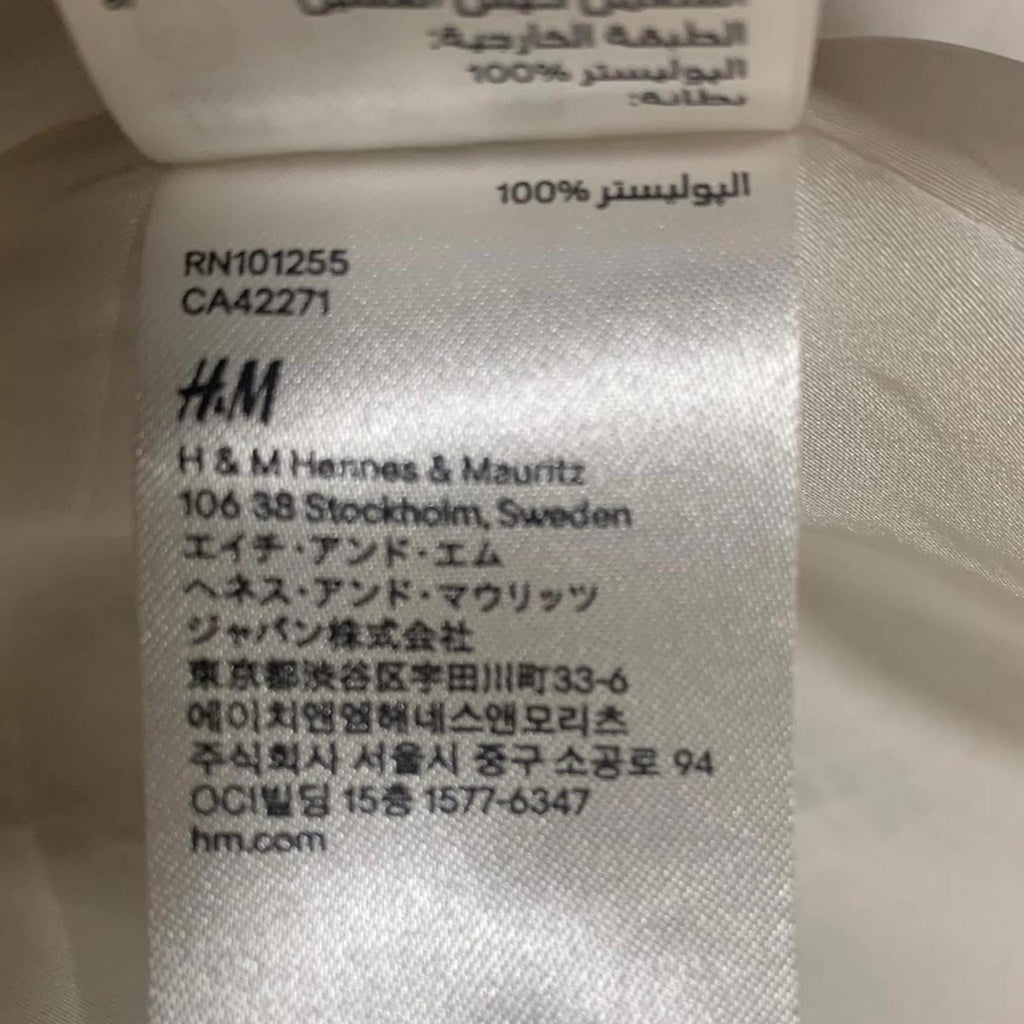 الطبقة الخارجية:
البوليستر %100
بطانة:
البوليستر %100
RN101255
CA42271
H&M
H & M Hennes & Mauritz
106 38 Stockholm, Sweden
エイチ・アンド・エム
ヘネス・アンド・マウリッツ
ジャパン株式会社
東京都渋谷区宇田川町33-6
에이치앤엠헤네스앤모리츠
주식회사 서울시 중구 소공로 94
OCI빌딩 15층 1577-6347
hm.com